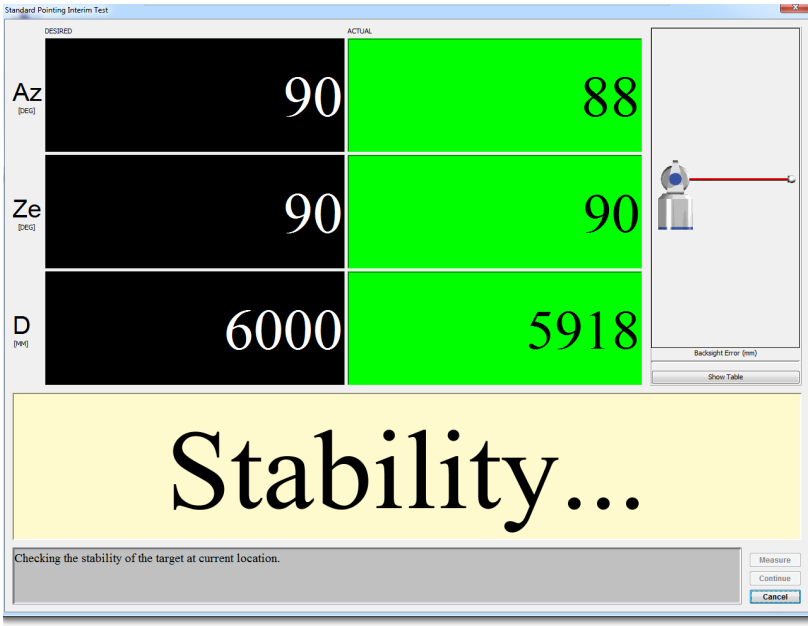 Standard Pointing Interim Test
DESIRED ACTUAL
Az
[DEG]
90 88
Ze
[DEG]
90 90
D
[MM]
6000 5918
Backsight Error (mm)
Show Table
Stability...
Checking the stability of the target at current location.
Measure
Continue
Cancel